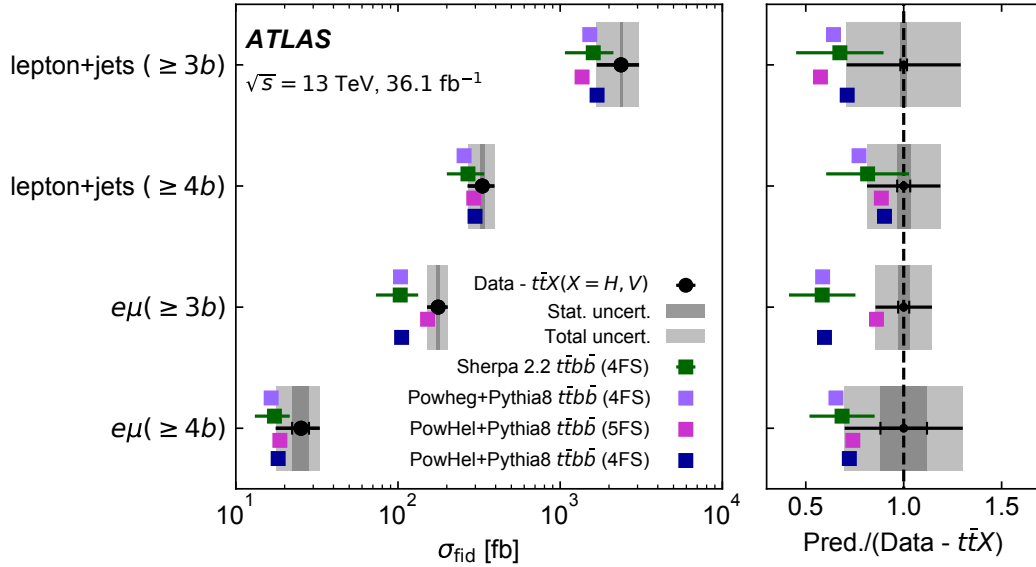 ATLAS
√s = 13 TeV, 36.1 fb⁻¹
lepton+jets ( ≥ 3b)
lepton+jets ( ≥ 4b)
eμ( ≥ 3b)
eμ( ≥ 4b)
Data - tt̄X(X = H, V)
Stat. uncert.
Total uncert.
Sherpa 2.2 tt̄bb̄ (4FS)
Powheg+Pythia8 tt̄bb̄ (4FS)
PowHel+Pythia8 tt̄bb̄ (5FS)
PowHel+Pythia8 tt̄bb̄ (4FS)
10¹ 10² 10³ 10⁴
σfid [fb]
0.5 1.0 1.5
Pred./(Data - tt̄X)